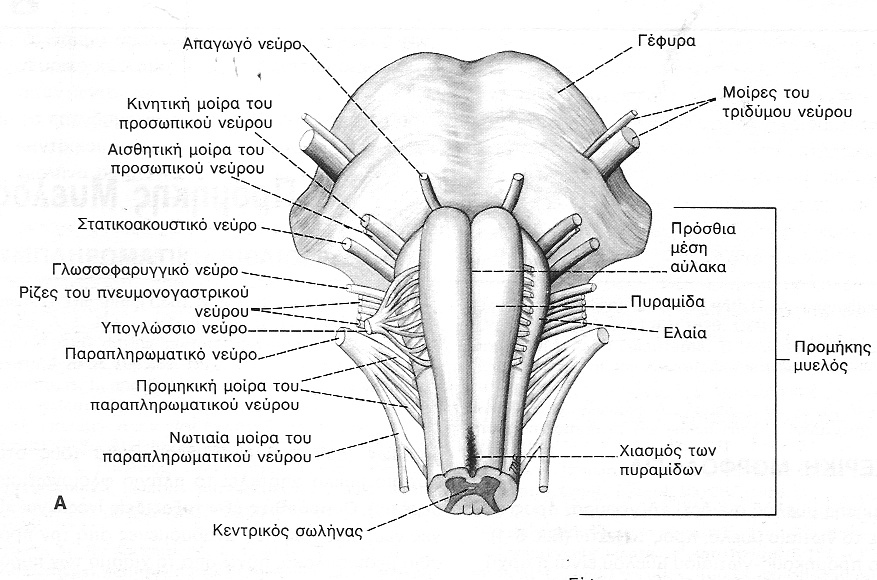 Απαγωγό νεύρο
Κινητική μοίρα του
προσωπικού νεύρου
Αισθητική μοίρα του
προσωπικού νεύρου
Στατικοακουστικό νεύρο
Γλωσσοφαρυγγικό νεύρο
Ρίζες του πνευμονογαστρικού
νεύρου
Υπογλώσσιο νεύρο
Παραπληρωματικό νεύρο
Προμηκική μοίρα του
παραπληρωματικού νεύρου
Νωτιαία μοίρα του
παραπληρωματικού νεύρου
Α
Κεντρικός σωλήνας
Γέφυρα
Μοίρες του
τριδύμου νεύρου
Πρόσθια
μέση
αύλακα
Πυραμίδα
Ελαία
Προμήκης
μυελός
Χιασμός των
πυραμίδων